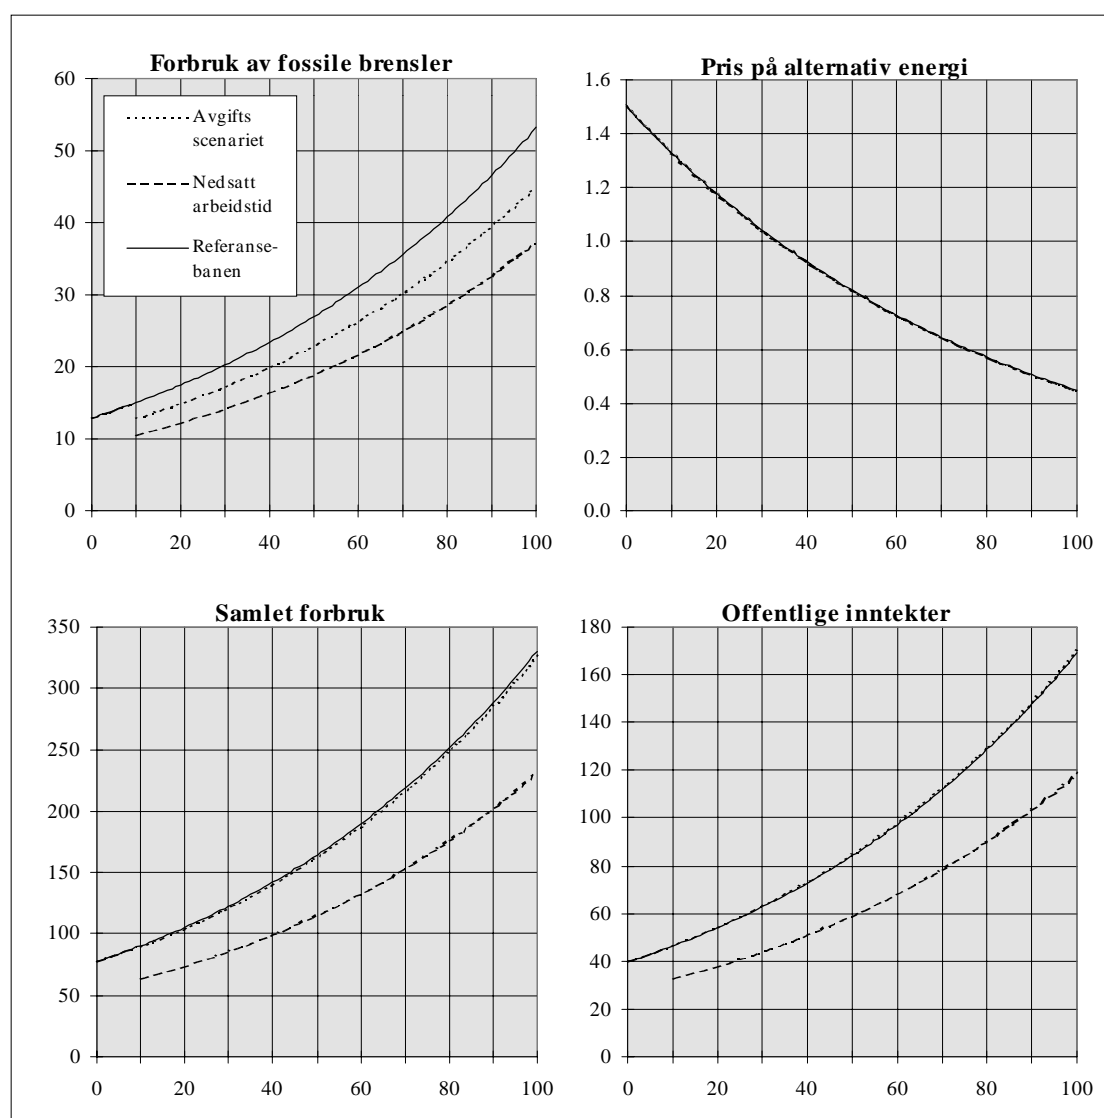 Forbruk av fossile brensler
60
50
40
30
20
10
0
0 20 40 60 80 100
Avgifts
scenariet
Nedsatt
arbeidstid
Referanse-
banen
Pris på alternativ energi
1.6
1.4
1.2
1.0
0.8
0.6
0.4
0.2
0.0
0 20 40 60 80 100
Samlet forbruk
350
300
250
200
150
100
50
0
0 20 40 60 80 100
Offentlige inntekter
180
160
140
120
100
80
60
40
20
0
0 20 40 60 80 100